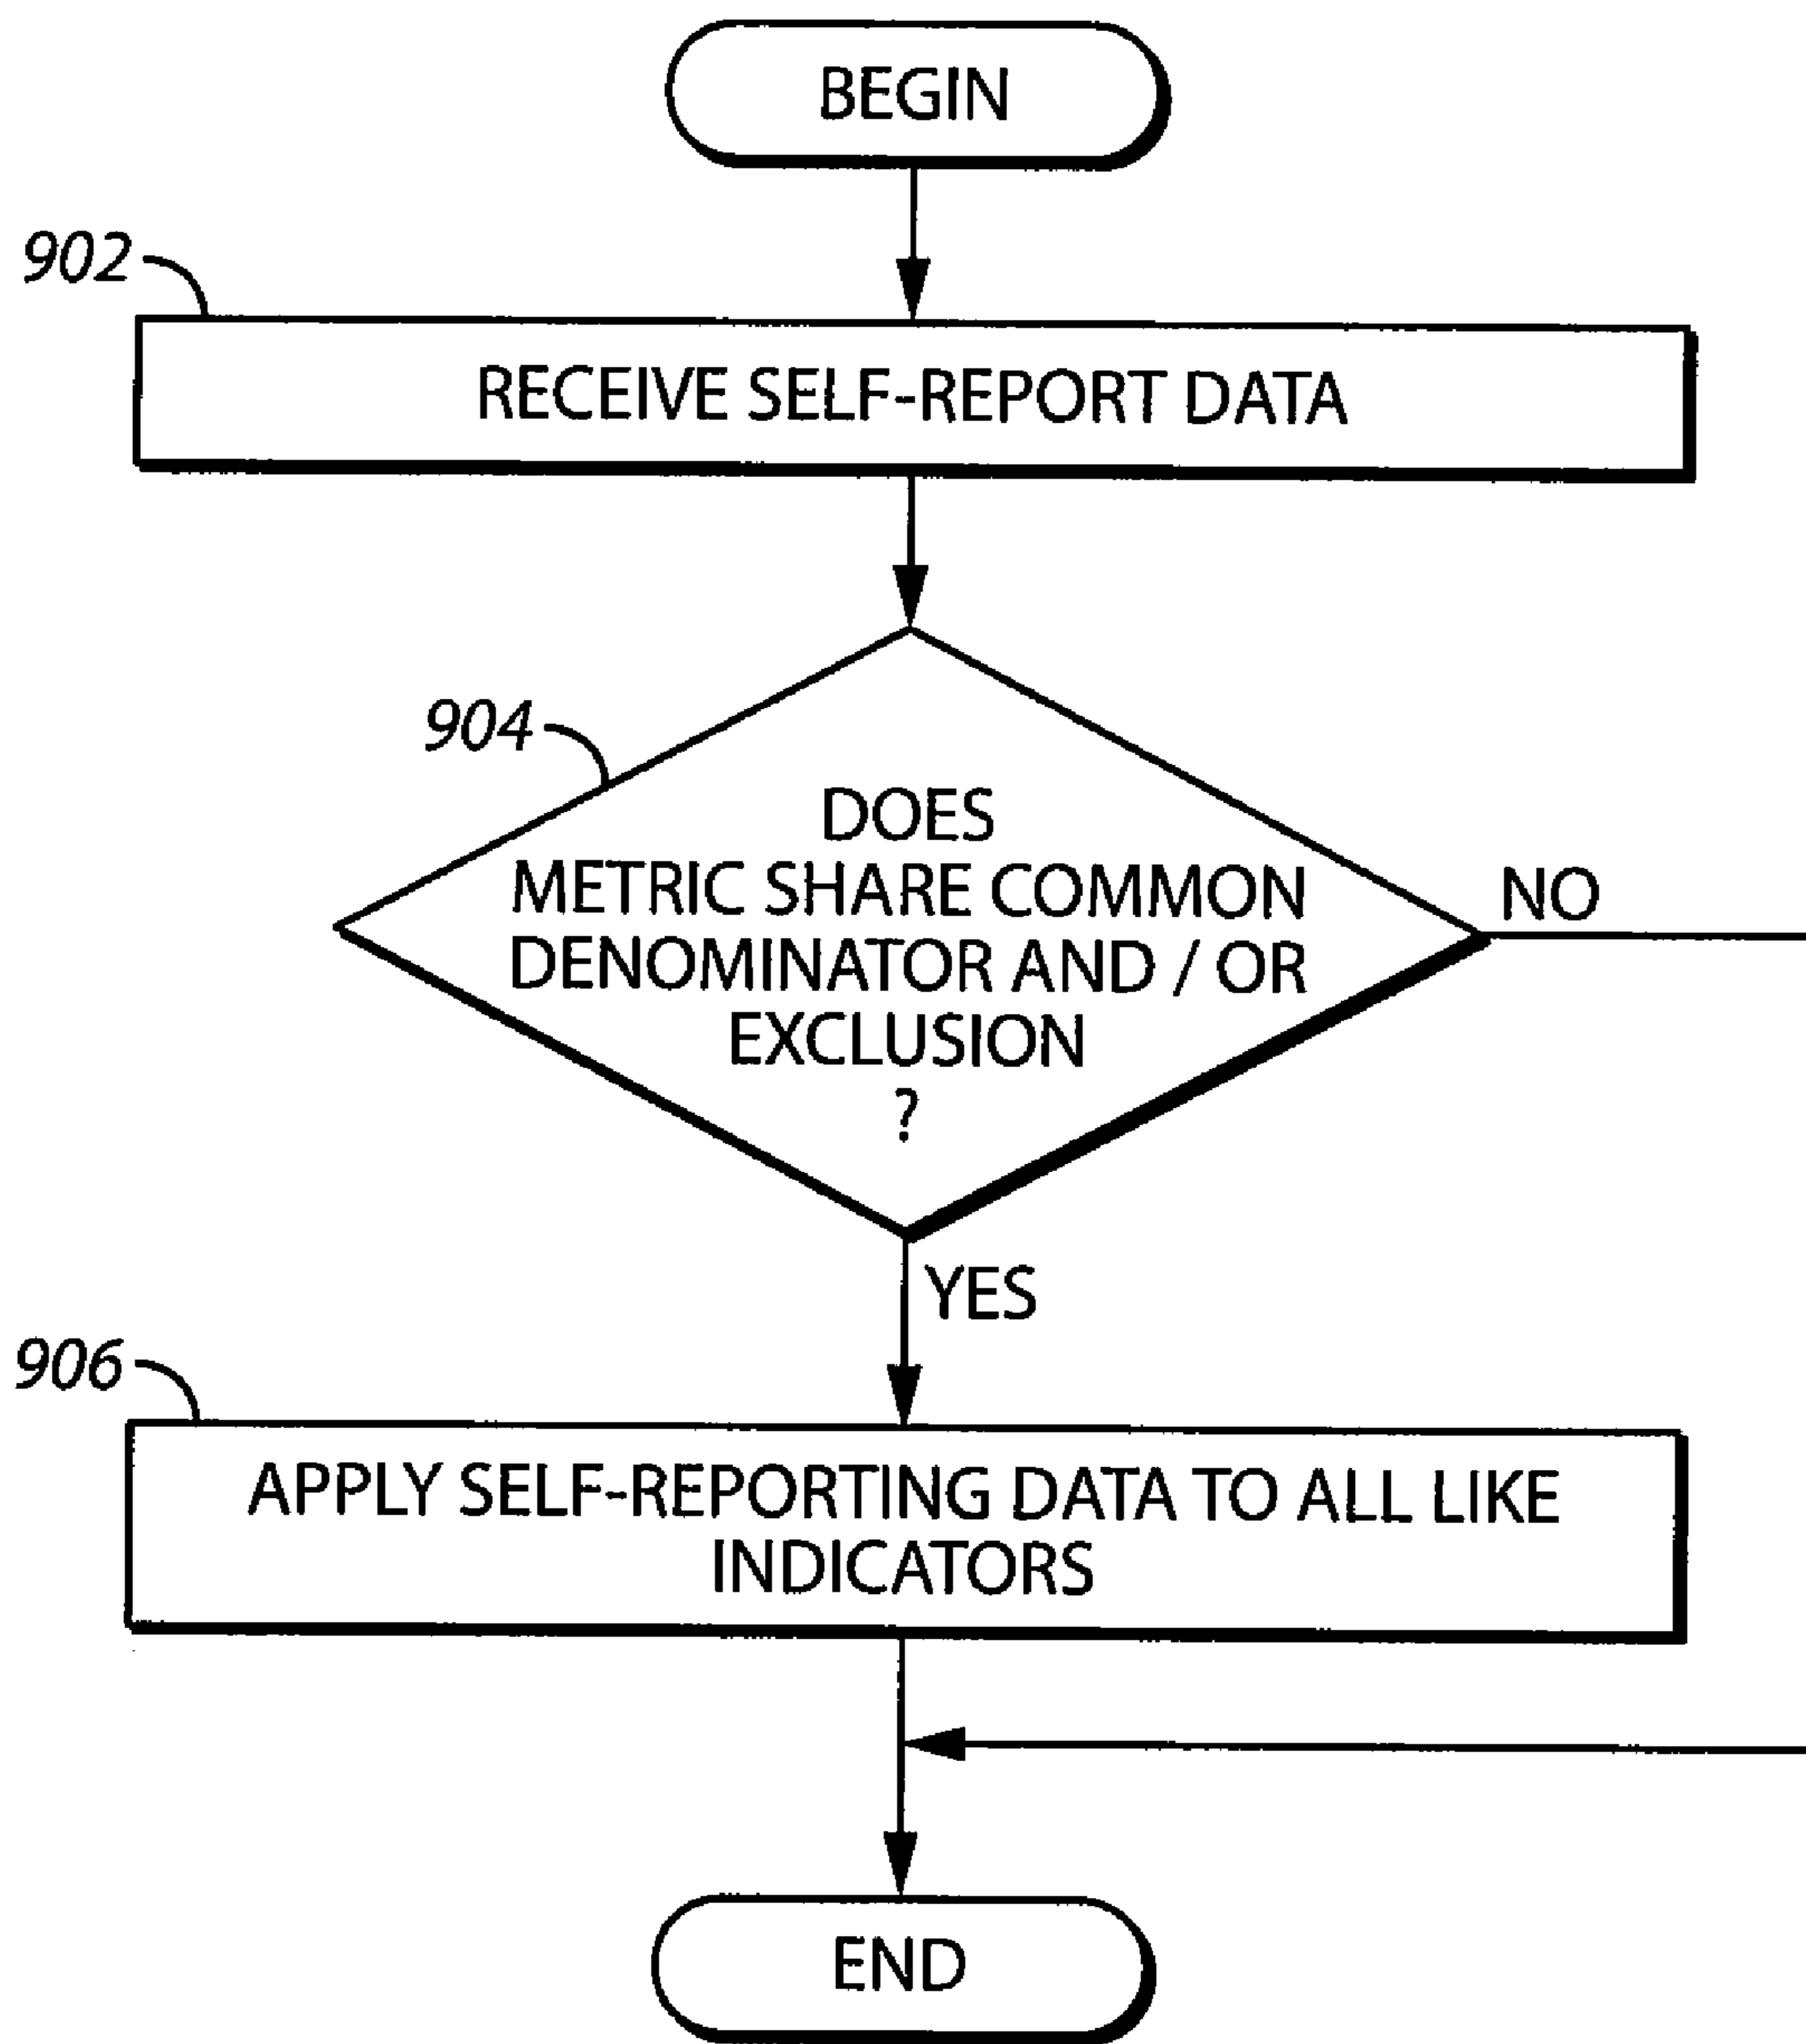 BEGIN
902
RECEIVE SELF-REPORT DATA
904
DOES
METRIC SHARE COMMON
DENOMINATOR AND / OR
EXCLUSION
?
NO
YES
906
APPLY SELF-REPORTING DATA TO ALL LIKE
INDICATORS
END